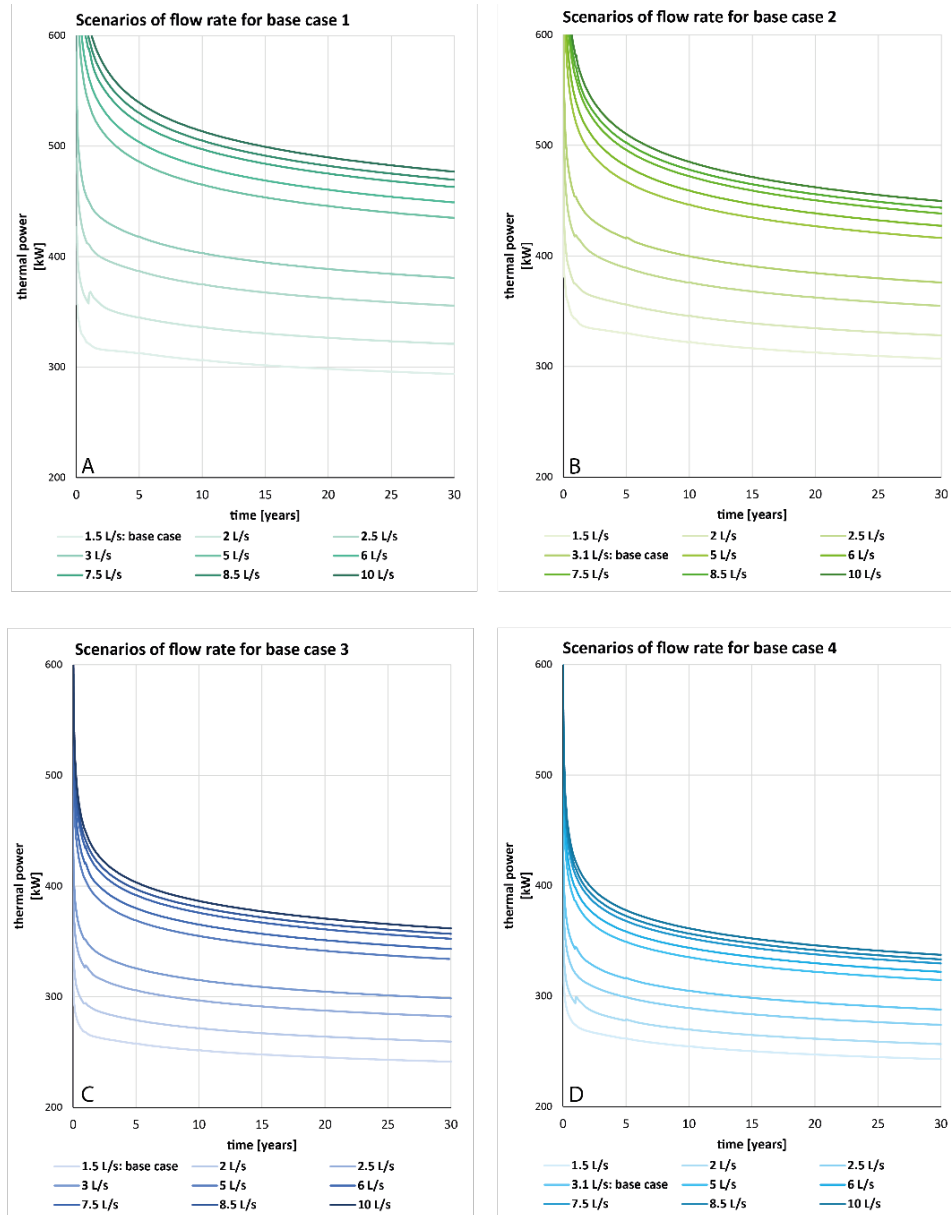 Scenarios of flow rate for base case 1
600
500
400
300
200
thermal power
[kW]
A
0 5 10 15 20 25 30
time [years]
1.5 L/s: base case 2 L/s 2.5 L/s
3 L/s 5 L/s 6 L/s
7.5 L/s 8.5 L/s 10 L/s
Scenarios of flow rate for base case 2
600
500
400
300
200
thermal power
[kW]
B
0 5 10 15 20 25 30
time [years]
1.5 L/s 2 L/s 2.5 L/s
3.1 L/s: base case 5 L/s 6 L/s
7.5 L/s 8.5 L/s 10 L/s
Scenarios of flow rate for base case 3
600
500
400
300
200
thermal power
[kW]
C
0 5 10 15 20 25 30
time [years]
1.5 L/s: base case 2 L/s 2.5 L/s
3 L/s 5 L/s 6 L/s
7.5 L/s 8.5 L/s 10 L/s
Scenarios of flow rate for base case 4
600
500
400
300
200
thermal power
[kW]
D
0 5 10 15 20 25 30
time [years]
1.5 L/s 2 L/s 2.5 L/s
3.1 L/s: base case 5 L/s 6 L/s
7.5 L/s 8.5 L/s 10 L/s